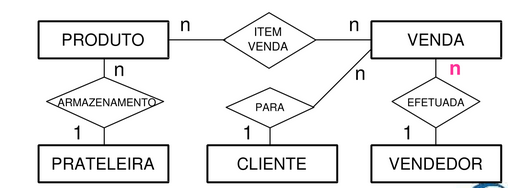 PRODUTO
n
ITEM
VENDA
n
VENDA
n
n
n
ARMAZENAMENTO
PARA
EFETUADA
1
1
1
PRATELEIRA
CLIENTE
VENDEDOR